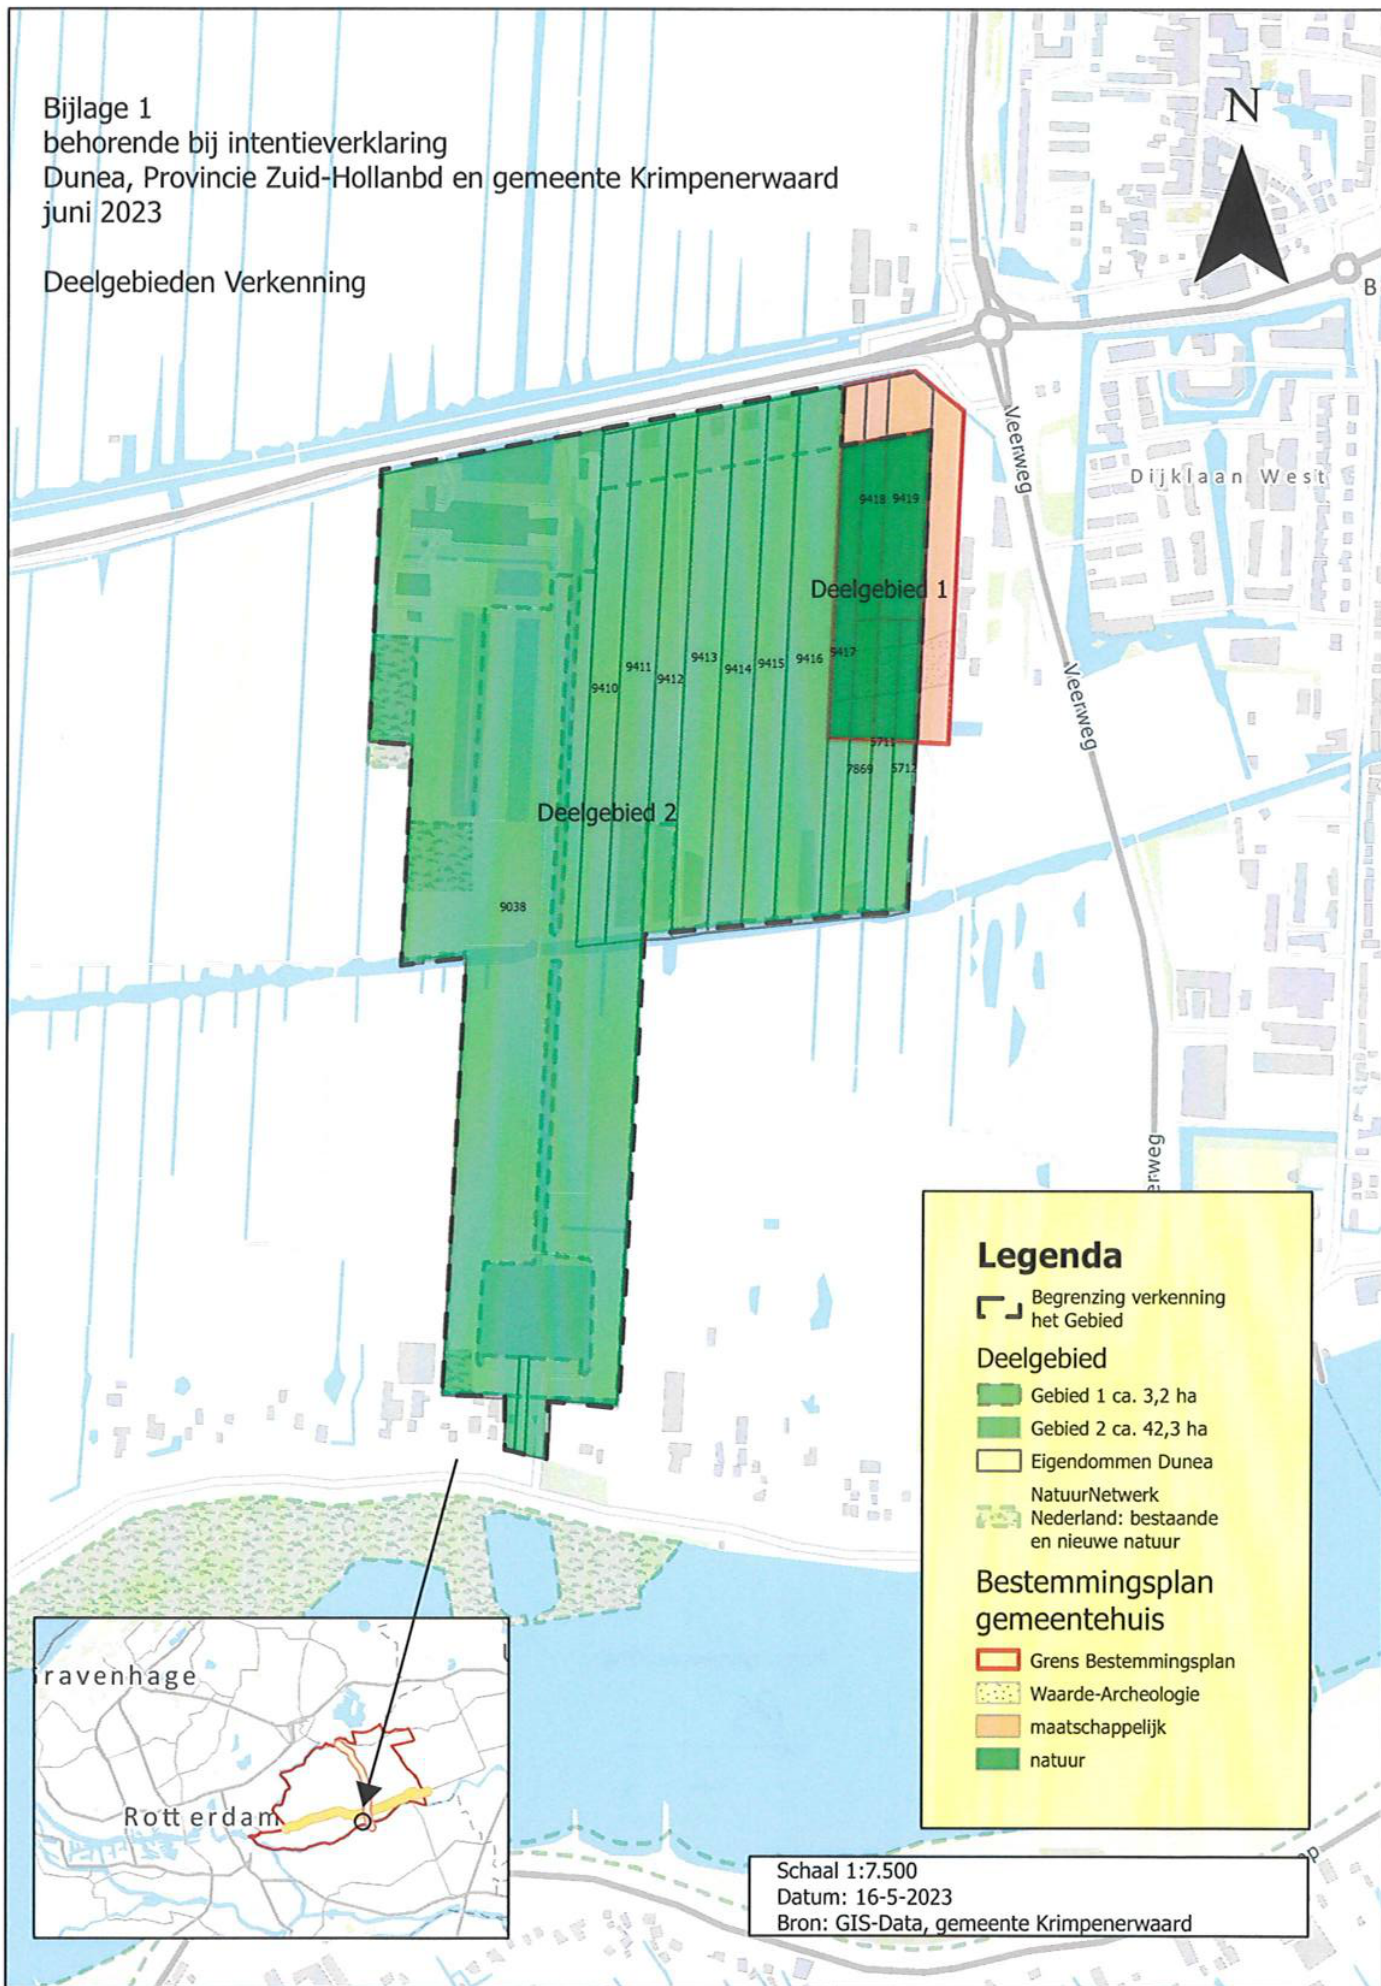 Bijlage 1
behorende bij intentieverklaring
Dunea, Provincie Zuid-Hollanbd en gemeente Krimpenerwaard
juni 2023
Deelgebieden Verkenning
N
B
Veerweg
Dijklaan West
9418 9419
Deelgebied 1
9417
9416
9415
9414
9413
9412
9411
9410
Veerweg
5711
7869
5712
Deelgebied 2
9038
erweg
Legenda
Begrenzing verkenning
het Gebied
Deelgebied
Gebied 1 ca. 3,2 ha
Gebied 2 ca. 42,3 ha
Eigendommen Dunea
NatuurNetwerk
Nederland: bestaande
en nieuwe natuur
Bestemmingsplan
gemeentehuis
Grens Bestemmingsplan
Waarde-Archeologie
maatschappelijk
natuur
ravenhage
Rotterdam
Schaal 1:7.500
Datum: 16-5-2023
Bron: GIS-Data, gemeente Krimpenerwaard